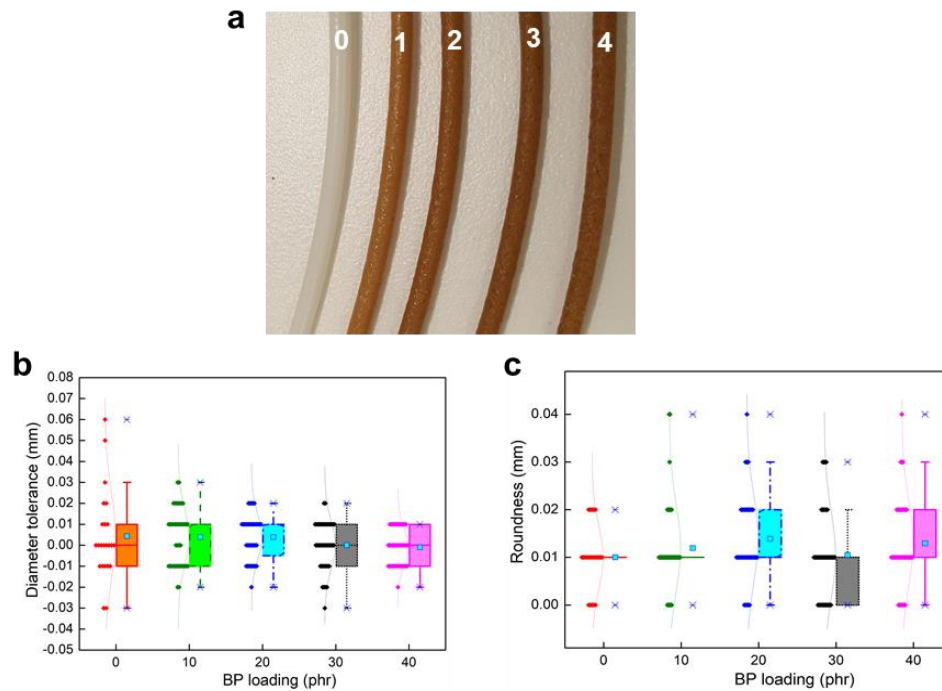 a
0 1 2 3 4
b
Diameter tolerance (mm)
0.08
0.07
0.06
0.05
0.04
0.03
0.02
0.01
0.00
-0.01
-0.02
-0.03
-0.04
-0.05
0 10 20 30 40
BP loading (phr)
c
Roundness (mm)
0.04
0.03
0.02
0.01
0.00
0 10 20 30 40
BP loading (phr)